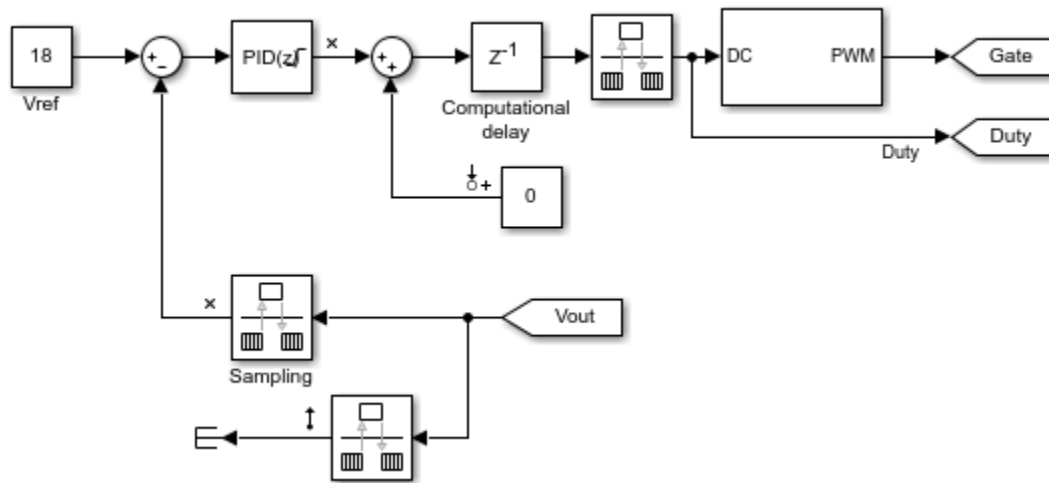 18
Vref
+
-
PID(z)
+
+
Z-1
Computational
delay
DC
PWM
Gate
Duty
Duty
+
0
Vout
Sampling